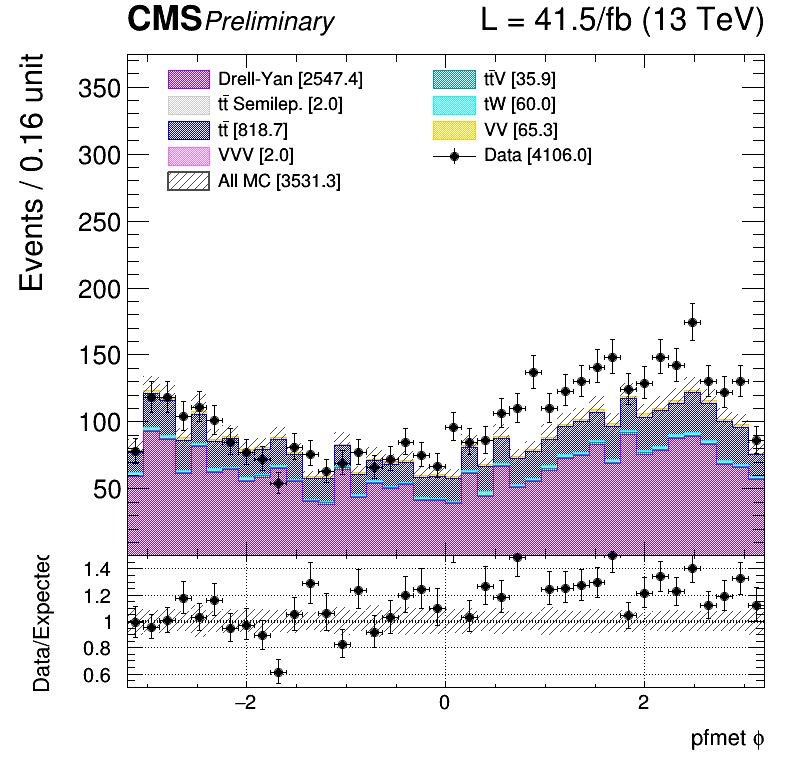 CMS Preliminary L = 41.5/fb (13 TeV)
Events / 0.16 unit
350
300
250
200
150
100
50
Drell-Yan [2547.4]
tt̄ Semilep. [2.0]
tt̄ [818.7]
VVV [2.0]
All MC [3531.3]
tt̄V [35.9]
tW [60.0]
VV [65.3]
Data [4106.0]
Data/Expected
1.4
1.2
1
0.8
0.6
−2 0 2
pfmet ϕ